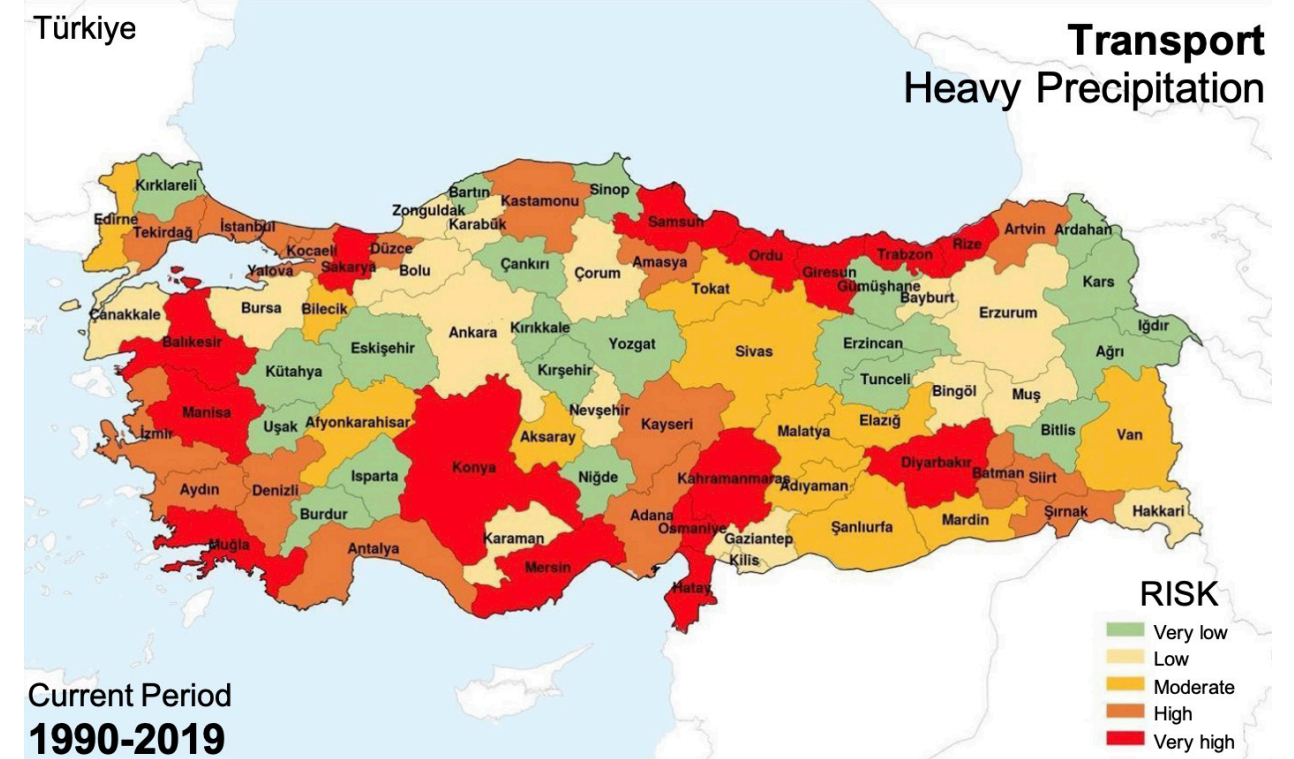 Türkiye
Transport
Heavy Precipitation
Kırklareli
Edirne
Tekirdağ
İstanbul
Kocaeli
Yalova
Sakarya
Düzce
Zonguldak
Bartın
Karabük
Kastamonu
Sinop
Samsun
Bolu
Çankırı
Çorum
Amasya
Tokat
Ordu
Giresun
Trabzon
Rize
Artvin
Ardahan
Gümüşhane
Bayburt
Kars
Iğdır
Erzurum
Ağrı
Çanakkale
Bursa
Bilecik
Balıkesir
Kütahya
Eskişehir
Ankara
Kırıkkale
Yozgat
Kırşehir
Sivas
Erzincan
Tunceli
Bingöl
Muş
Manisa
İzmir
Uşak
Afyonkarahisar
Aksaray
Nevşehir
Kayseri
Malatya
Elazığ
Bitlis
Van
Aydın
Denizli
Isparta
Burdur
Konya
Niğde
Kahramanmaraş
Adıyaman
Diyarbakır
Batman
Siirt
Muğla
Antalya
Karaman
Mersin
Adana
Osmaniye
Gaziantep
Kilis
Hatay
Şanlıurfa
Mardin
Şırnak
Hakkari
RISK
Very low
Low
Moderate
High
Very high
Current Period
1990-2019